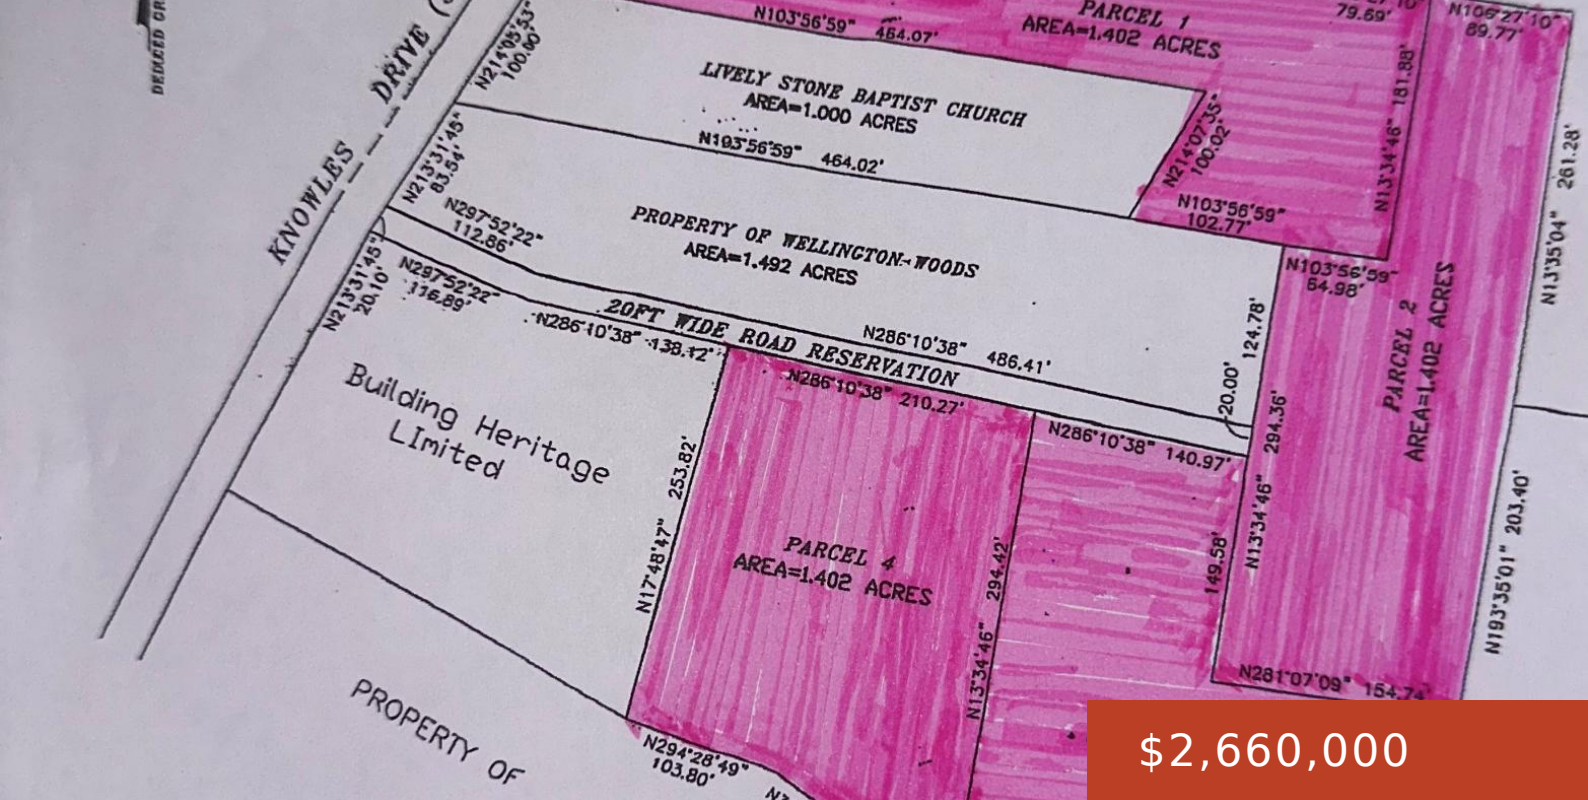 N103°56'59" 464.07'
PARCEL 1
AREA=1.402 ACRES
79.69'
N106°27'10"
89.77'
DRIVE
N214°05'53"
100.00'
LIVELY STONE BAPTIST CHURCH
AREA=1.000 ACRES
N193°56'59" 464.02'
N214°07'35"
100.02'
N13°34'46" 181.88'
N13°35'04" 261.28'
KNOWLES
N213°31'45"
83.54'
N297°52'22"
112.86'
PROPERTY OF WELLINGTON-WOODS
AREA=1.492 ACRES
N103°56'59"
102.77'
N103°56'59"
64.98'
N213°31'45"
20.10'
N297°52'22"
116.89'
N286°10'38" 138.12'
20FT WIDE ROAD RESERVATION
N286°10'38" 486.41'
124.78'
20.00'
PARCEL 2
AREA=1.402 ACRES
Building Heritage
LImited
N17°48'47" 253.82'
N286°10'38" 210.27'
N286°10'38" 140.97'
N13°34'46" 294.36'
PARCEL 4
AREA=1.402 ACRES
N13°34'46" 294.42'
149.58'
N193°35'01" 203.40'
N281°07'09" 154.74'
PROPERTY OF
N294°28'49"
103.80'
$2,660,000